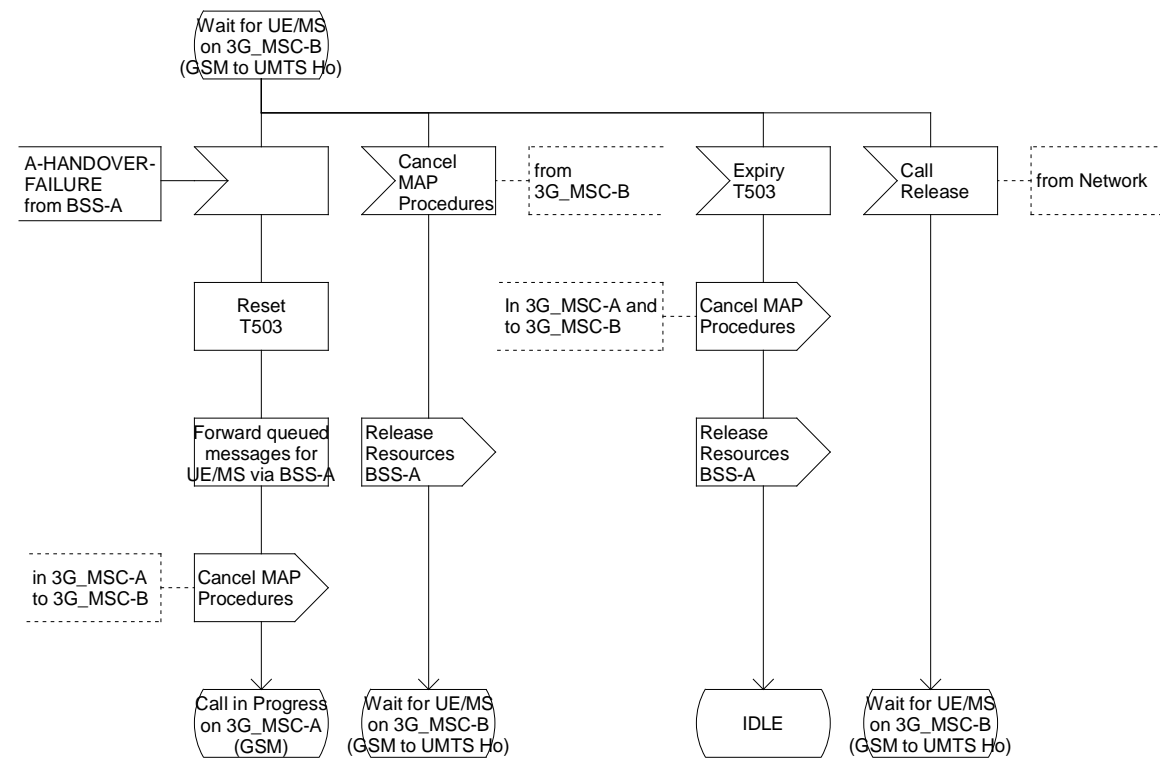 Wait for UE/MS
on 3G_MSC-B
(GSM to UMTS Ho)
A-HANDOVER-
FAILURE
from BSS-A
Cancel
MAP
Procedures
from
3G_MSC-B
Expiry
T503
Call
Release
from Network
Reset
T503
In 3G_MSC-A and
to 3G_MSC-B
Cancel MAP
Procedures
Forward queued
messages for
UE/MS via BSS-A
Release
Resources
BSS-A
Release
Resources
BSS-A
in 3G_MSC-A
to 3G_MSC-B
Cancel MAP
Procedures
Call in Progress
on 3G_MSC-A
(GSM)
Wait for UE/MS
on 3G_MSC-B
(GSM to UMTS Ho)
IDLE
Wait for UE/MS
on 3G_MSC-B
(GSM to UMTS Ho)